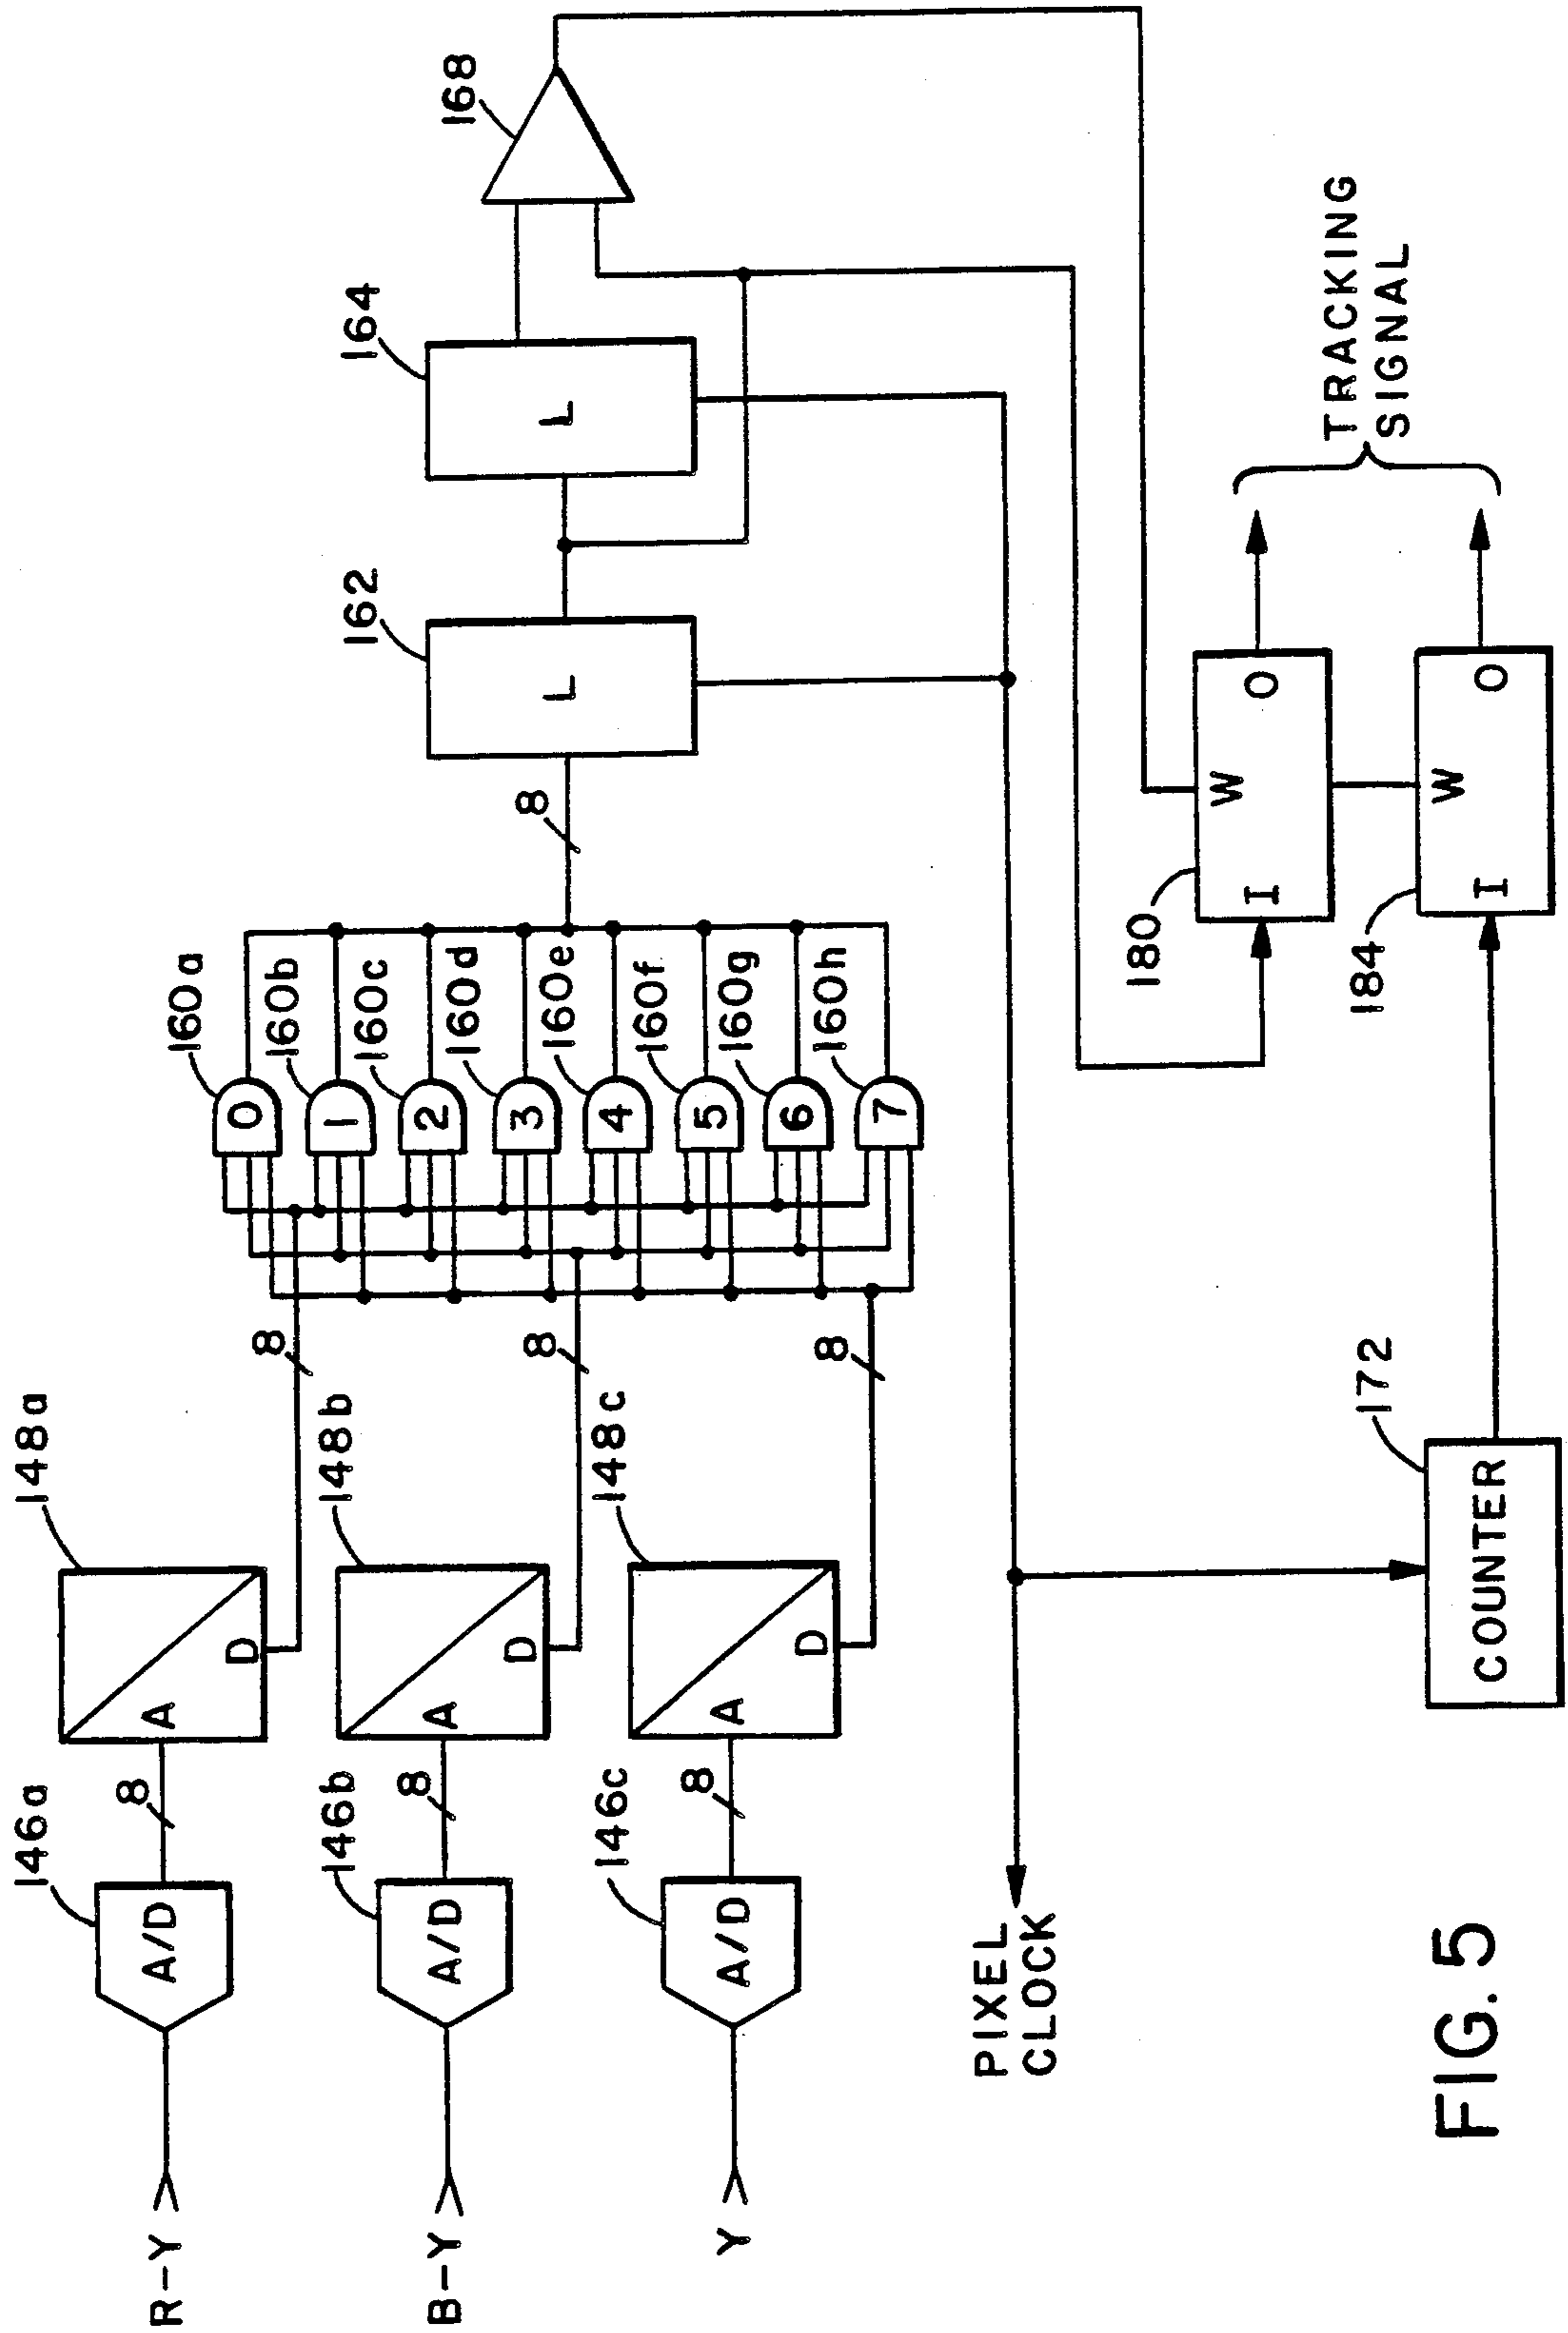 R-Y
B-Y
Y
146a
146b
146c
A/D
A/D
A/D
8
8
8
148a
148b
148c
A
D
A
D
A
D
8
8
8
160a
160b
160c
160d
160e
160f
160g
160h
0
1
2
3
4
5
6
7
8
162
L
164
L
168
PIXEL
CLOCK
172
COUNTER
180
I
W
O
184
I
W
O
TRACKING
SIGNAL
FIG. 5